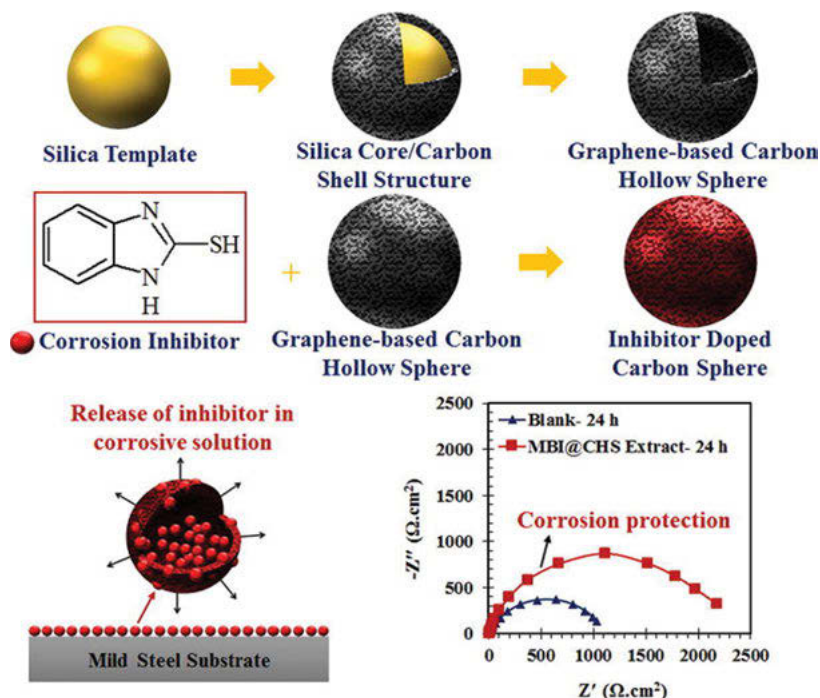 Silica Template
Silica Core/Carbon
Shell Structure
Graphene-based Carbon
Hollow Sphere
N
SH
N
H
+
Corrosion Inhibitor
Graphene-based Carbon
Hollow Sphere
Inhibitor Doped
Carbon Sphere
Release of inhibitor in
corrosive solution
Mild Steel Substrate
2500
2000
1500
1000
500
0
-Z″ (Ω.cm²)
Blank- 24 h
MBI@CHS Extract- 24 h
Corrosion protection
0 500 1000 1500 2000 2500
Z′ (Ω.cm²)